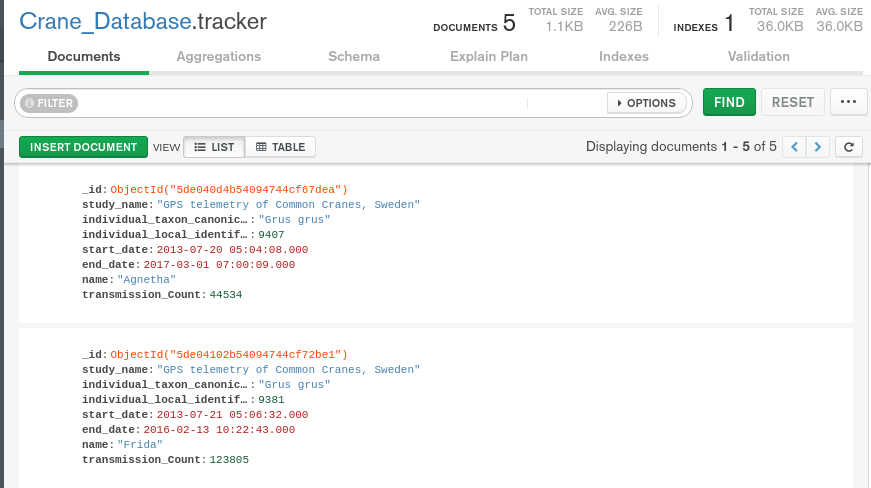 Crane_Database.tracker
DOCUMENTS 5 TOTAL SIZE 1.1KB AVG. SIZE 226B INDEXES 1 TOTAL SIZE 36.0KB AVG. SIZE 36.0KB
Documents Aggregations Schema Explain Plan Indexes Validation
FILTER OPTIONS FIND RESET ...
INSERT DOCUMENT VIEW LIST TABLE Displaying documents 1 - 5 of 5
_id: ObjectId("5de040d4b54094744cf67dea")
study_name: "GPS telemetry of Common Cranes, Sweden"
individual_taxon_canonic… : "Grus grus"
individual_local_identif… : 9407
start_date: 2013-07-20 05:04:08.000
end_date: 2017-03-01 07:00:09.000
name: "Agnetha"
transmission_Count: 44534
_id: ObjectId("5de04102b54094744cf72be1")
study_name: "GPS telemetry of Common Cranes, Sweden"
individual_taxon_canonic… : "Grus grus"
individual_local_identif… : 9381
start_date: 2013-07-21 05:06:32.000
end_date: 2016-02-13 10:22:43.000
name: "Frida"
transmission_Count: 123805